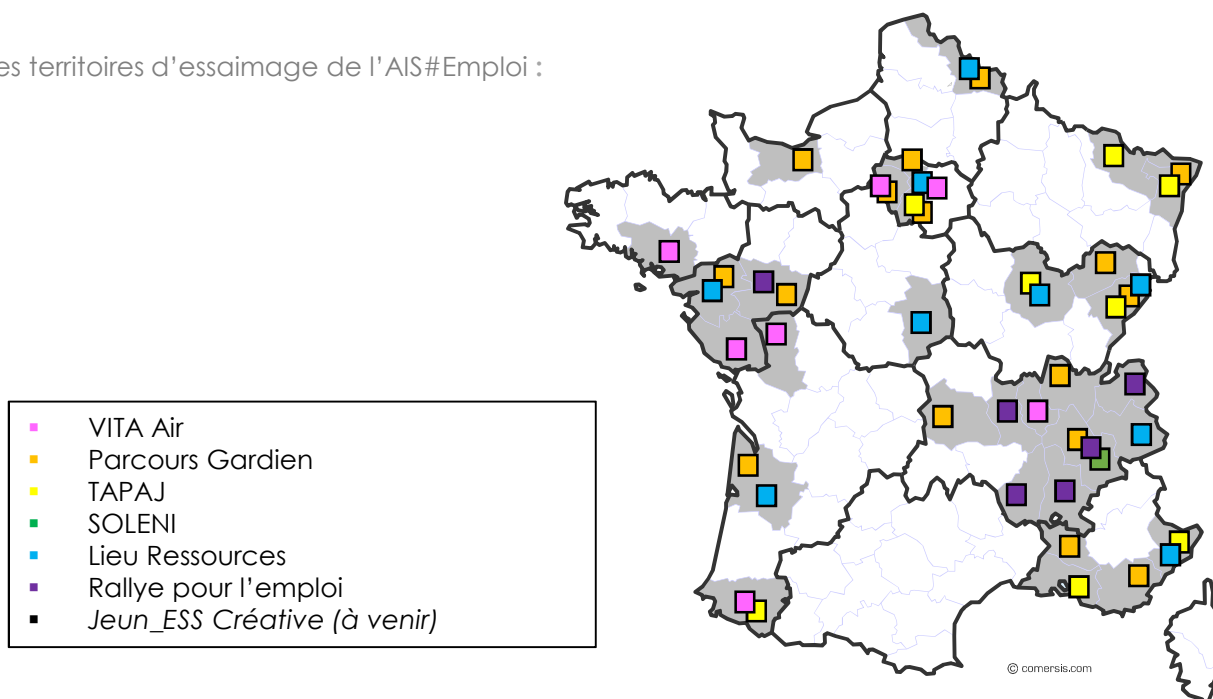 es territoires d'essaimage de l'AIS#Emploi :
VITA Air
Parcours Gardien
TAPAJ
SOLENI
Lieu Ressources
Rallye pour l'emploi
Jeun_ESS Créative (à venir)
© comersis.com